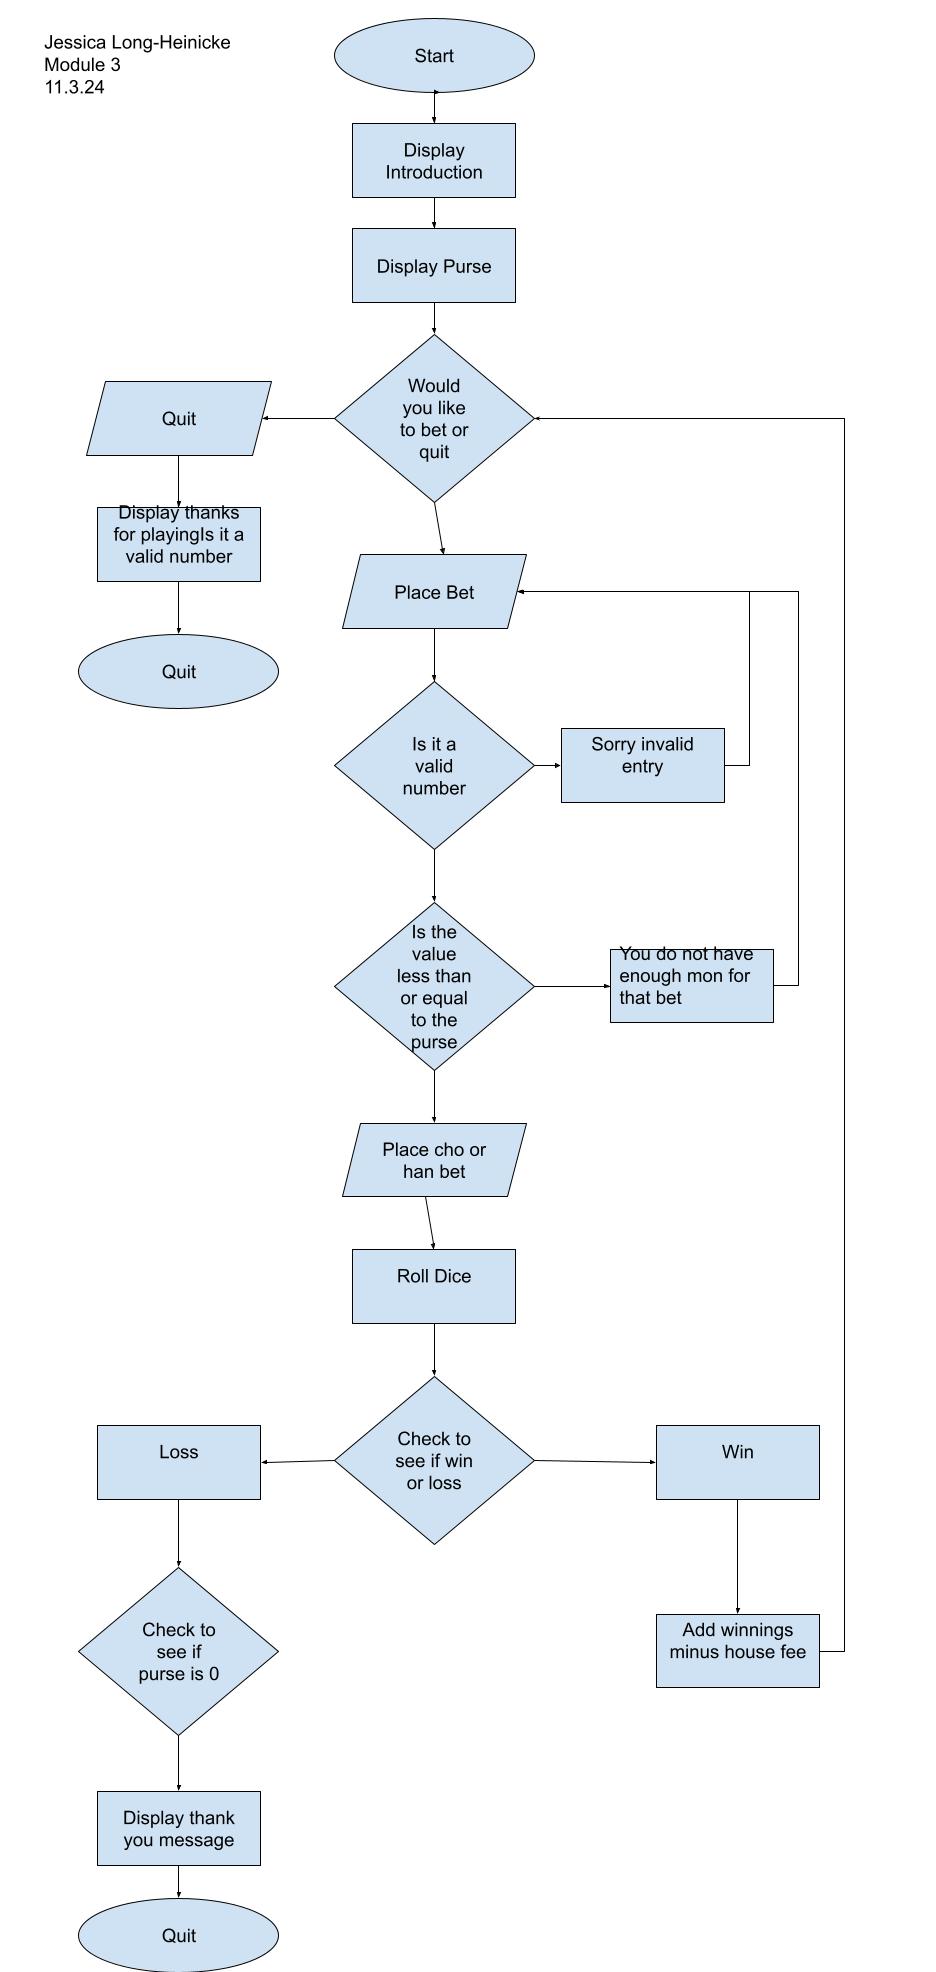 Jessica Long-Heinicke
Module 3
11.3.24
Start
Display
Introduction
Display Purse
Would
you like
to bet or
quit
Quit
Display thanks
for playingIs it a
valid number
Quit
Place Bet
Is it a
valid
number
Sorry invalid
entry
Is the
value
less than
or equal
to the
purse
You do not have
enough mon for
that bet
Place cho or
han bet
Roll Dice
Check to
see if win
or loss
Loss
Win
Check to
see if
purse is 0
Add winnings
minus house fee
Display thank
you message
Quit